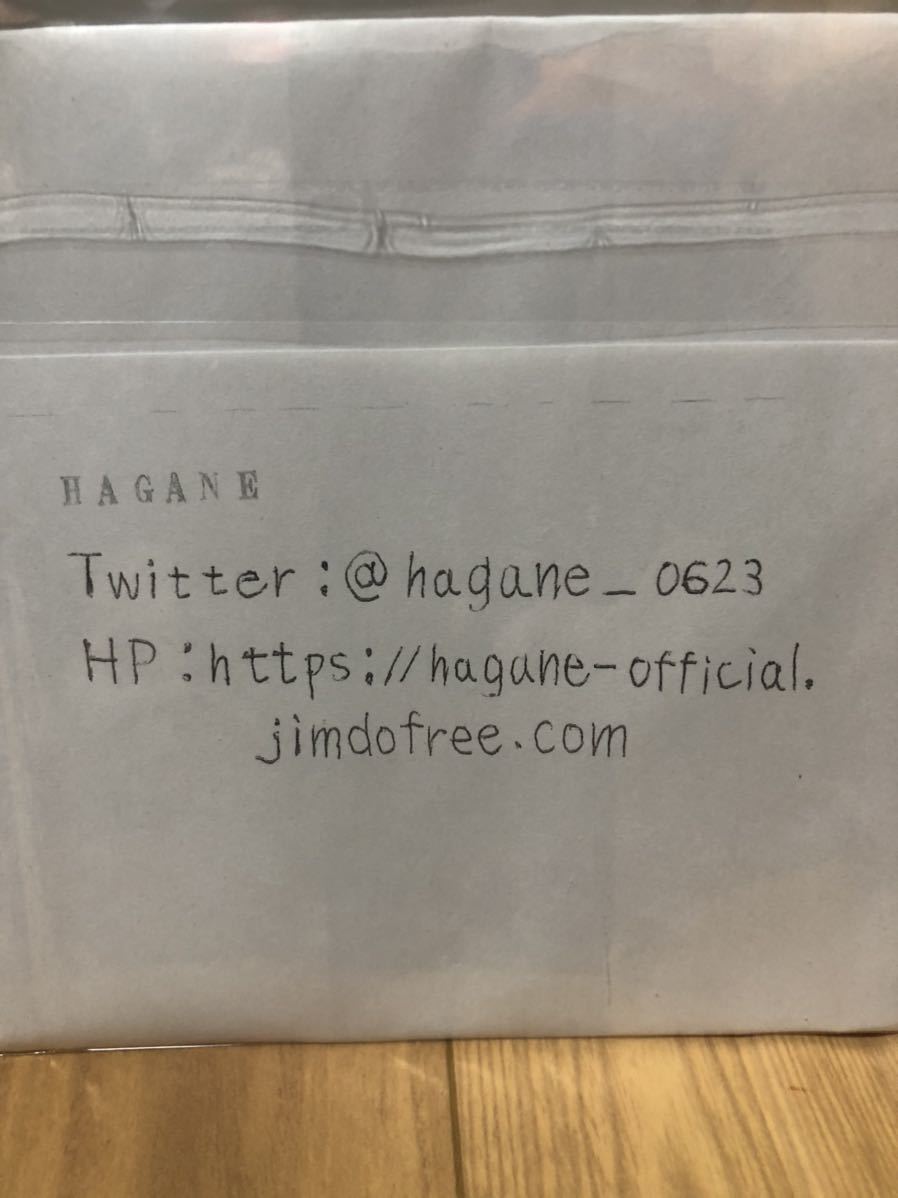 HAGANE
Twitter:@hagane_0623
HP:https://hagane-official.
jimdofree.com